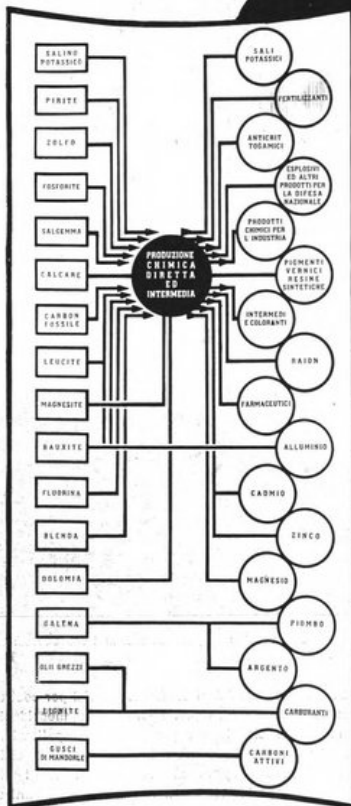 SALINO
POTASSICO
PIRITE
ZOLFO
FOSFORITE
SALGEMMA
CALCARE
CARBON
FOSSILE
LEUCITE
MAGNESITE
BAUXITE
FLUORINA
BLENDA
DOLOMIA
GALENA
OLII GREZZI
LIGNITE
GUSCI
DI MANDORLE
PRODUZIONE
CHIMICA
DIRETTA
ED
INTERMEDIA
SALI
POTASSICI
FERTILIZZANTI
ANTICRIT
TOGAMICI
ESPLOSIVI
ED ALTRI
PRODOTTI PER
LA DIFESA
NAZIONALE
PRODOTTI
CHIMICI PER
L INDUSTRIA
PIGMENTI
VERNICI
RESINE
SINTETICHE
INTERMEDI
E COLORANTI
RAION
FARMACEUTICI
ALLUMINIO
CADMIO
ZINCO
MAGNESIO
PIOMBO
ARGENTO
CARBURANTI
CARBONI
ATTIVI